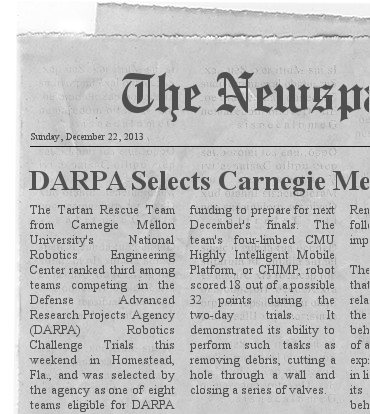 The Newspa
Sunday, December 22, 2013
DARPA Selects Carnegie Me
The Tartan Rescue Team
from Carnegie Mellon
University's National
Robotics Engineering
Center ranked third among
teams competing in the
Defense Advanced
Research Projects Agency
(DARPA) Robotics
Challenge Trials this
weekend in Homestead,
Fla., and was selected by
the agency as one of eight
teams eligible for DARPA
funding to prepare for next
December's finals. The
team's four-limbed CMU
Highly Intelligent Mobile
Platform, or CHIMP, robot
scored 18 out of a possible
32 points during the
two-day trials. It
demonstrated its ability to
perform such tasks as
removing debris, cutting a
hole through a wall and
closing a series of valves.
Ren
follo
imp
The
that
rela
the
beh
of a
exp
in li
its
beh